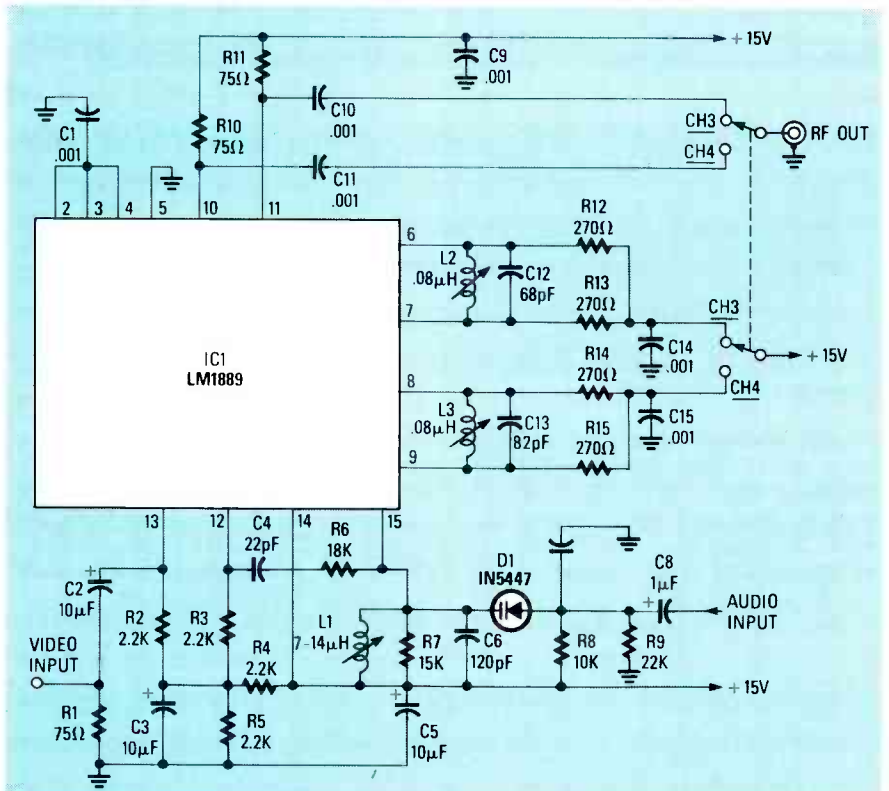 + 15V
R11
75Ω
C9
.001
C10
.001
CH3
RF OUT
C1
.001
R10
75Ω
C11
.001
CH4
2 3 4 5 10 11
6
L2
.08µH
C12
68pF
R12
270Ω
7
R13
270Ω
C14
.001
CH3
+ 15V
IC1
LM1889
R14
270Ω
8
L3
.08µH
C13
82pF
C15
.001
CH4
9
R15
270Ω
13 12 14 15
C4
22pF
R6
18K
D1
IN5447
C8
1µF
AUDIO
INPUT
C2
10µF
R2
2.2K
R3
2.2K
L1
7-14µH
R7
15K
C6
120pF
R8
10K
R9
22K
VIDEO
INPUT
R4
2.2K
+ 15V
R1
75Ω
C3
10µF
R5
2.2K
C5
10µF